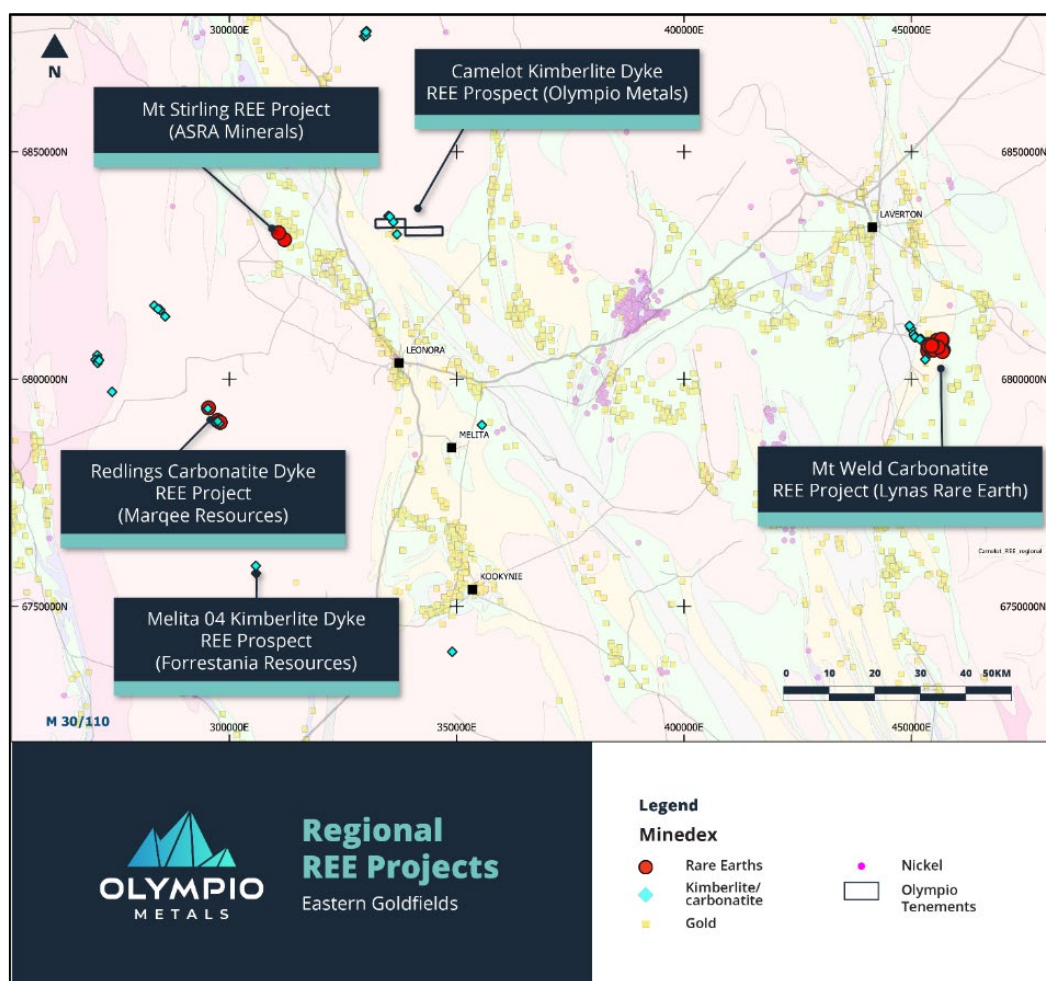 300000E
400000E
450000E
N
Camelot Kimberlite Dyke
REE Prospect (Olympio Metals)
Mt Stirling REE Project
(ASRA Minerals)
6850000N
6850000N
LAVERTON
LEONORA
6800000N
6800000N
MELITA
Redlings Carbonatite Dyke
REE Project
(Marqee Resources)
Mt Weld Carbonatite
REE Project (Lynas Rare Earth)
Camelot_REE_regional
KOOKYNIE
6750000N
6750000N
Melita 04 Kimberlite Dyke
REE Prospect
(Forrestania Resources)
0 10 20 30 40 50KM
M 30/110
300000E
350000E
400000E
450000E
OLYMPIO
METALS
Regional
REE Projects
Eastern Goldfields
Legend
Minedex
Rare Earths
Kimberlite/
carbonatite
Gold
Nickel
Olympio
Tenements